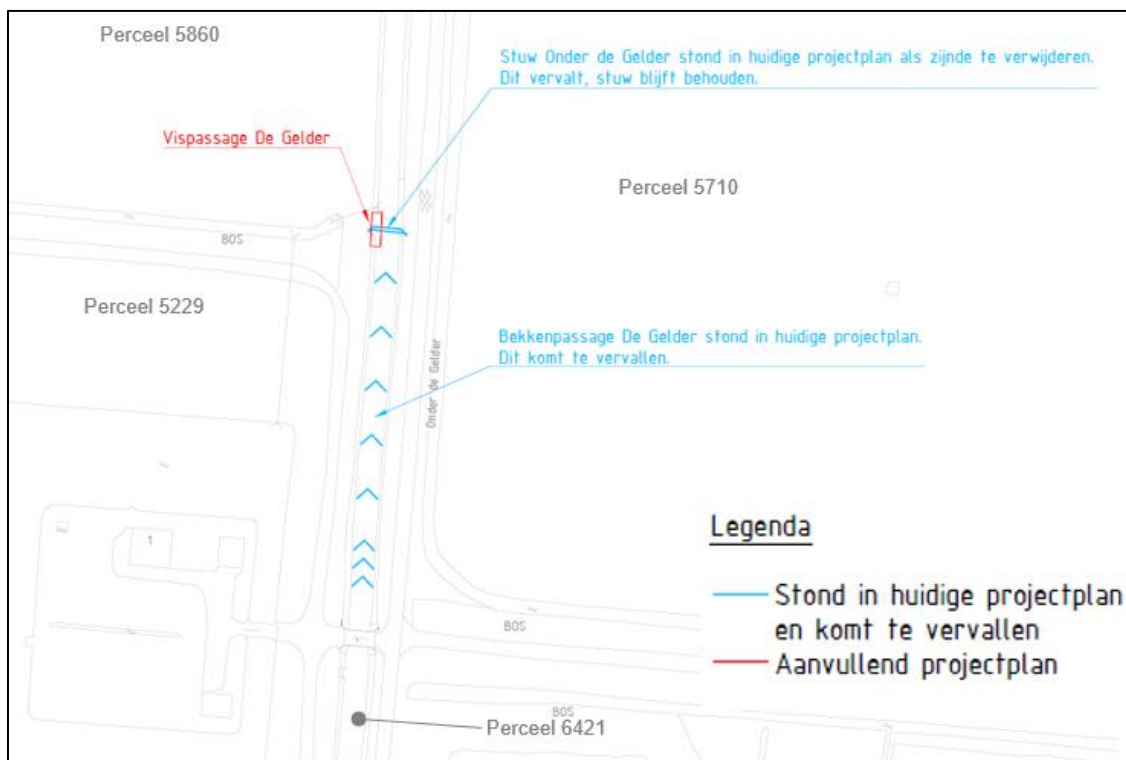 Perceel 5860
Stuw Onder de Gelder stond in huidige projectplan als zijnde te verwijderen.
Dit vervalt, stuw blijft behouden.
Vispassage De Gelder
Perceel 5710
BOS
Perceel 5229
Bekkenpassage De Gelder stond in huidige projectplan.
Dit komt te vervallen.
Onder de Gelder
Legenda
1
Stond in huidige projectplan
en komt te vervallen
BOS
1
Aanvullend projectplan
BOS
Perceel 6421